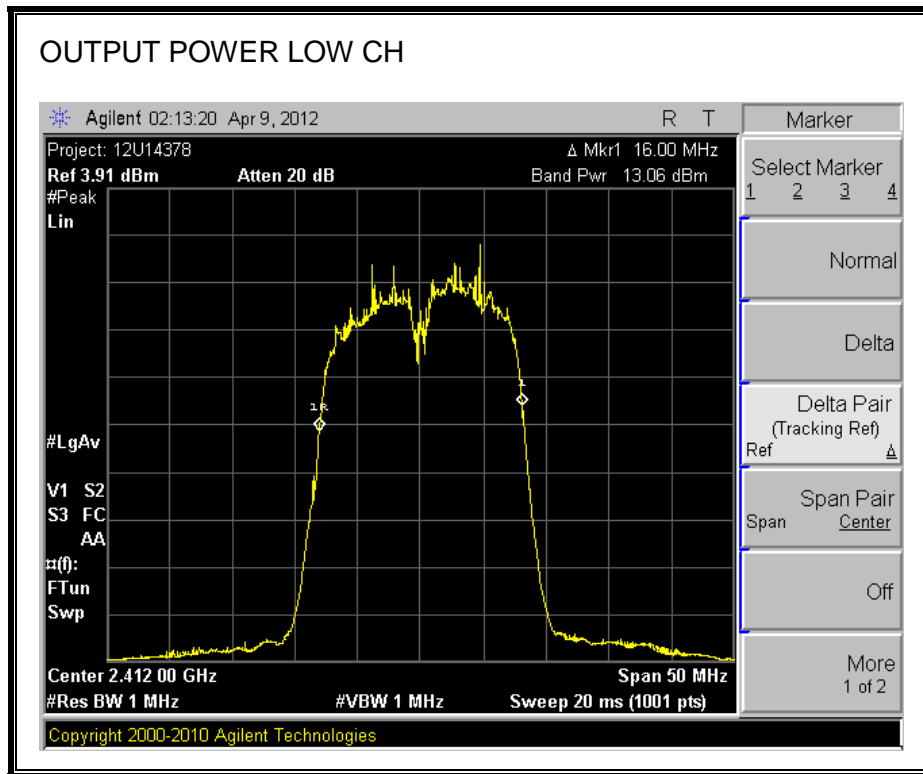 OUTPUT POWER LOW CH
Agilent 02:13:20 Apr 9, 2012 R T
Project: 12U14378 Δ Mkr1 16.00 MHz
Ref 3.91 dBm Atten 20 dB Band Pwr 13.06 dBm
#Peak
Lin
1R
1
#LgAv
V1 S2
S3 FC
AA
¤(f):
FTun
Swp
Center 2.412 00 GHz Span 50 MHz
#Res BW 1 MHz #VBW 1 MHz Sweep 20 ms (1001 pts)
Copyright 2000-2010 Agilent Technologies
Marker
Select Marker
1 2 3 4
Normal
Delta
Delta Pair
(Tracking Ref)
Ref Δ
Span Pair
Span Center
Off
More
1 of 2